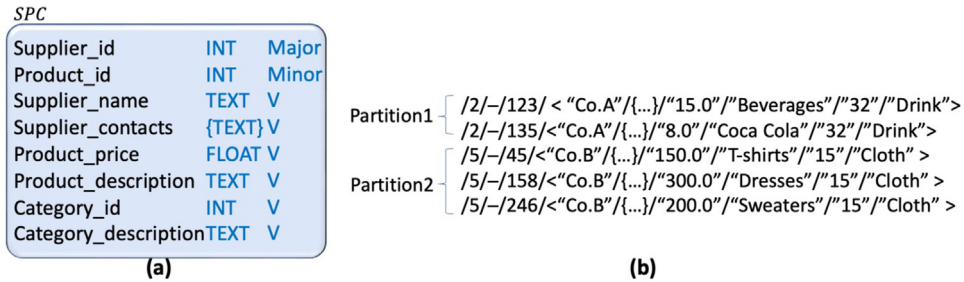 SPC
Supplier_id INT Major
Product_id INT Minor
Supplier_name TEXT V
Supplier_contacts {TEXT} V
Product_price FLOAT V
Product_description TEXT V
Category_id INT V
Category_description TEXT V
(a)
Partition1
/2/–/123/ < “Co.A”/{...}/“15.0”/”Beverages”/”32”/”Drink”>
/2/–/135/<“Co.A”/{...}/“8.0”/“Coca Cola”/”32”/”Drink”>
Partition2
/5/–/45/<“Co.B”/{...}/“150.0”/”T-shirts”/”15”/”Cloth” >
/5/–/158/<“Co.B”/{...}/“300.0”/”Dresses”/”15”/”Cloth” >
/5/–/246/<“Co.B”/{...}/“200.0”/”Sweaters”/”15”/”Cloth” >
(b)